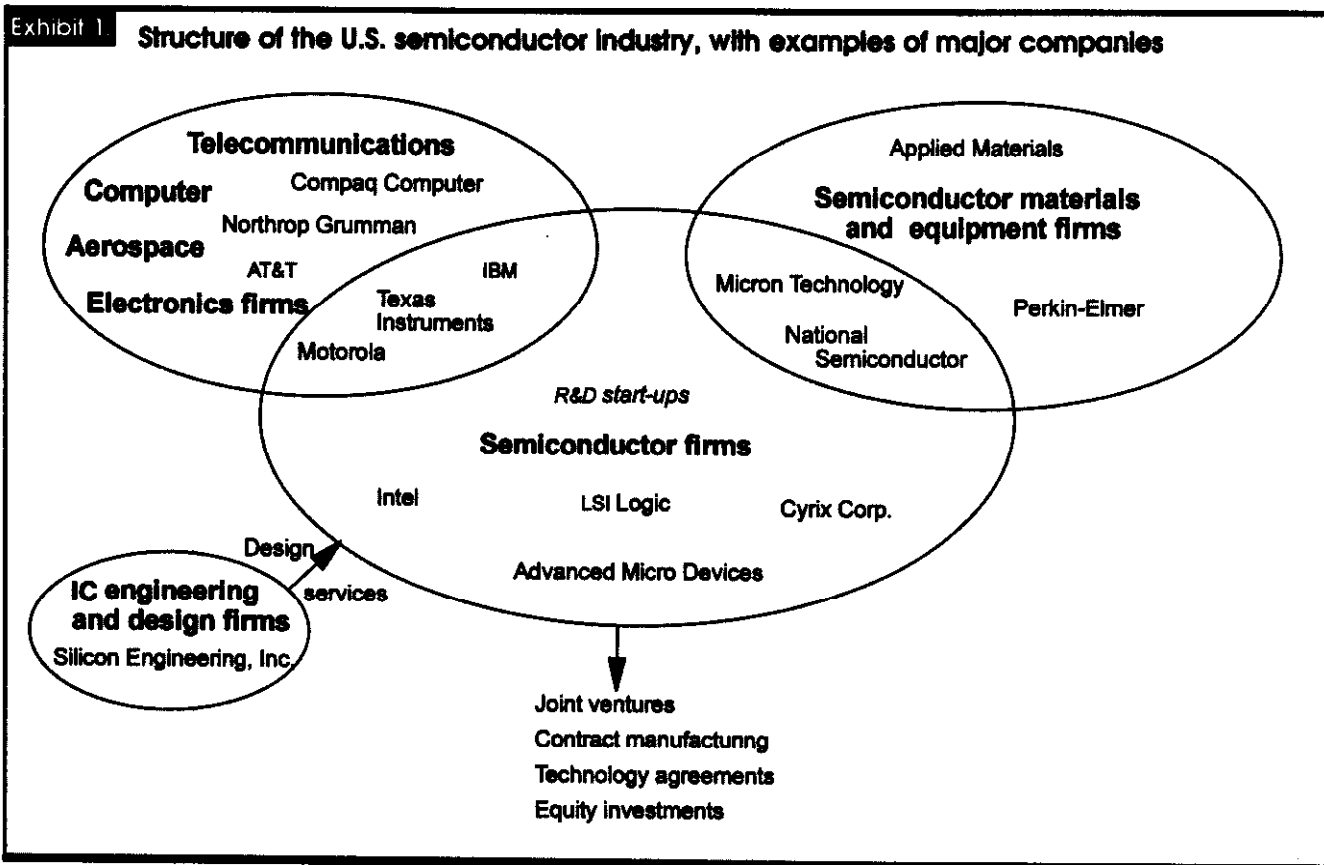 Exhibit 1.
Structure of the U.S. semiconductor industry, with examples of major companies
Telecommunications
Compaq Computer
Computer
Northrop Grumman
Aerospace
AT&T
IBM
Electronics firms
Texas
Instruments
Motorola
Applied Materials
Semiconductor materials
and equipment firms
Micron Technology
Perkin-Elmer
National
Semiconductor
R&D start-ups
Semiconductor firms
Intel
LSI Logic
Cyrix Corp.
Advanced Micro Devices
Design
services
IC engineering
and design firms
Silicon Engineering, Inc.
Joint ventures
Contract manufacturing
Technology agreements
Equity investments